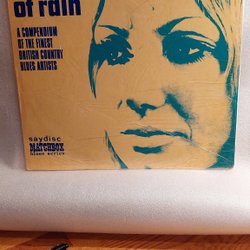 of rain
A COMPENDIUM
OF THE FINEST
BRITISH COUNTRY
BLUES ARTISTS
saydisc
MATCHBOX
blues series